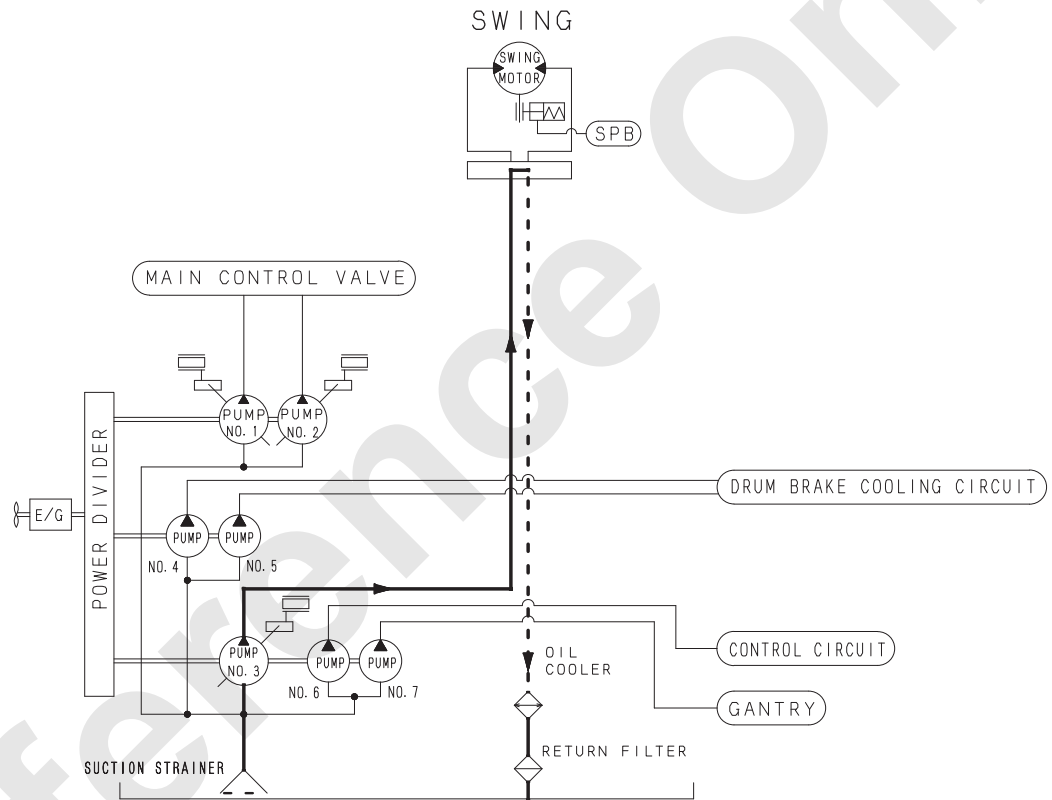 SWING
SWING
MOTOR
SPB
MAIN CONTROL VALVE
PUMP
NO. 1
PUMP
NO. 2
POWER DIVIDER
E/G
DRUM BRAKE COOLING CIRCUIT
PUMP
PUMP
NO. 4
NO. 5
PUMP
NO. 3
PUMP
PUMP
NO. 6
NO. 7
OIL
COOLER
CONTROL CIRCUIT
GANTRY
RETURN FILTER
SUCTION STRAINER
ference On